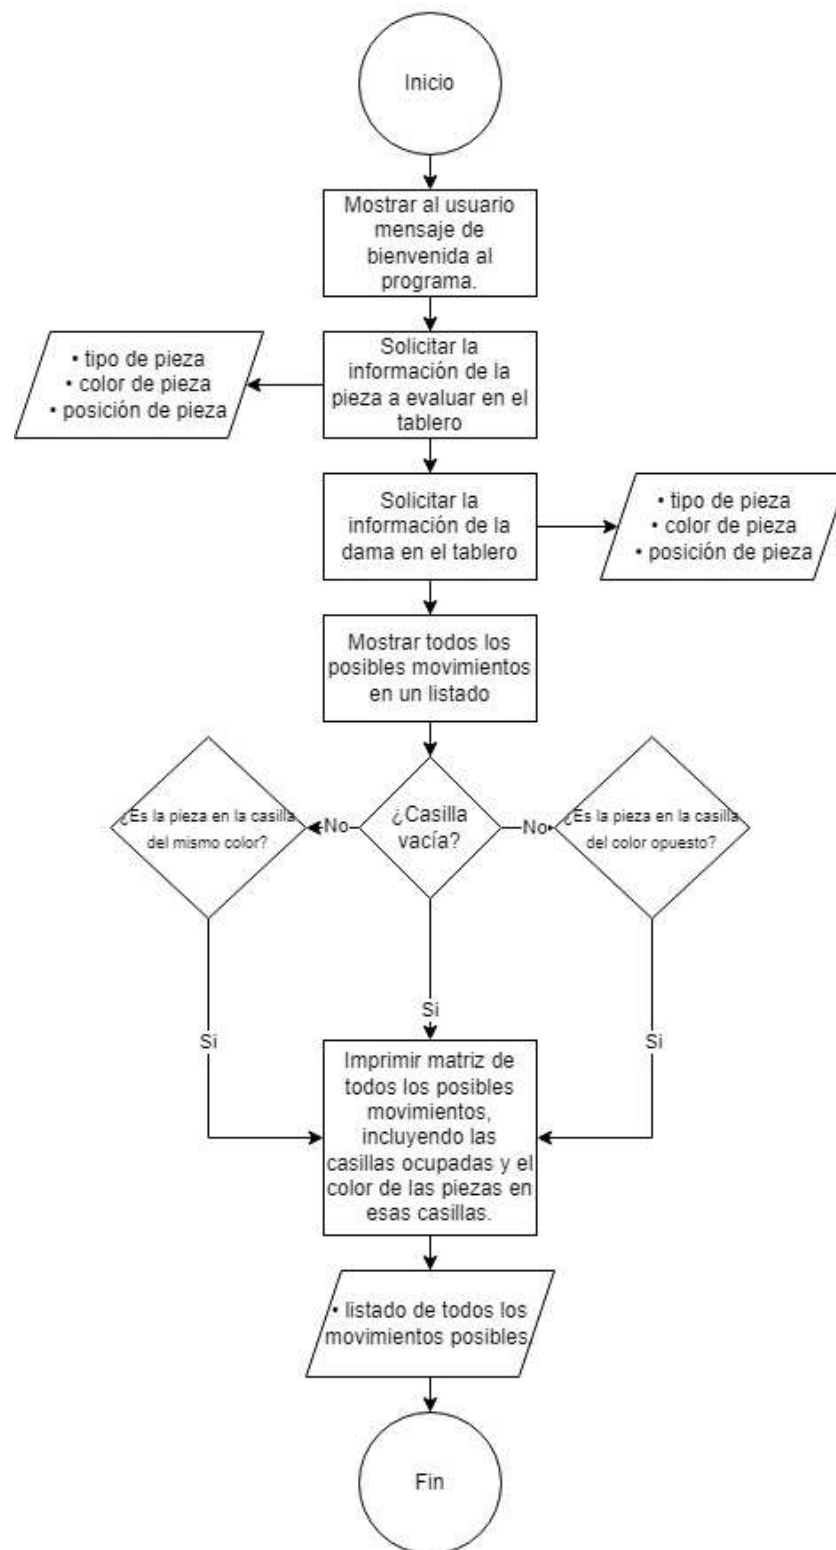 Inicio
Mostrar al usuario
mensaje de
bienvenida al
programa.
• tipo de pieza
• color de pieza
• posición de pieza
Solicitar la
información de la
pieza a evaluar en el
tablero
Solicitar la
información de la
dama en el tablero
• tipo de pieza
• color de pieza
• posición de pieza
Mostrar todos los
posibles movimientos
en un listado
¿Es la pieza en la casilla
del mismo color?
No
¿Casilla
vacía?
No
¿Es la pieza en la casilla
del color opuesto?
Si
Si
Si
Imprimir matriz de
todos los posibles
movimientos,
incluyendo las
casillas ocupadas y el
color de las piezas en
esas casillas.
• listado de todos los
movimientos posibles
Fin